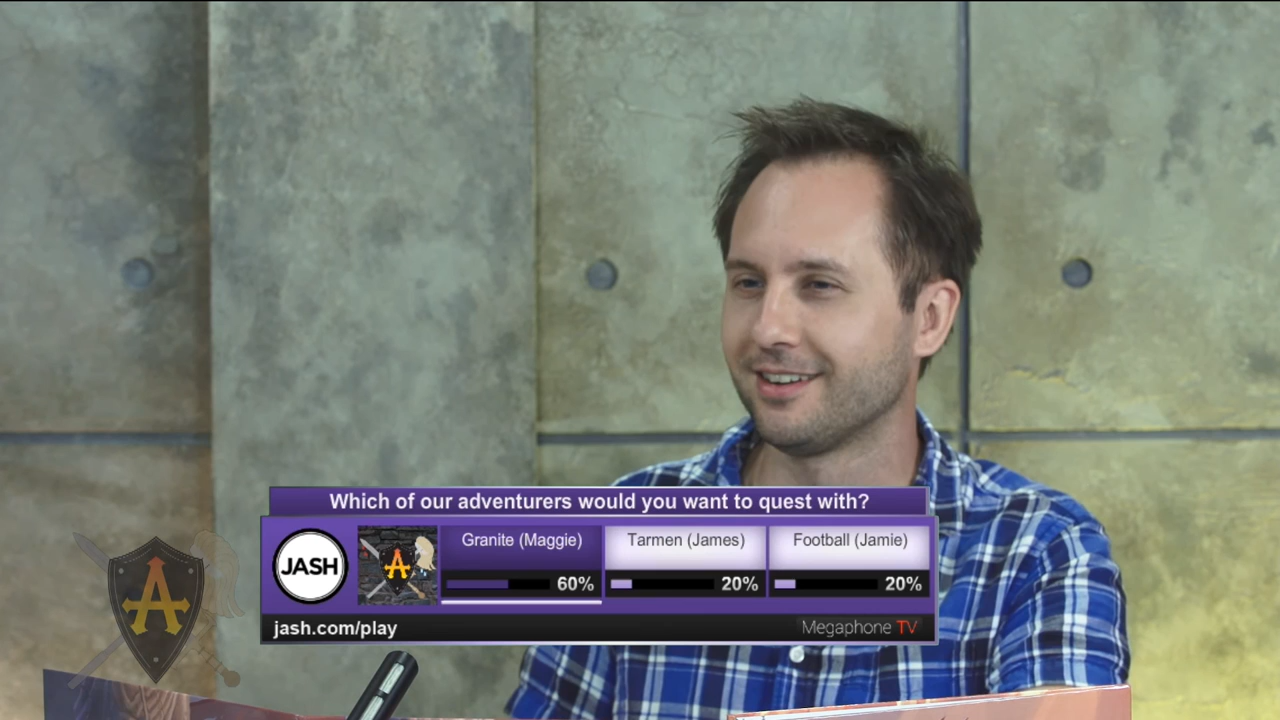 Which of our adventurers would you want to quest with?
JASH
A
Granite (Maggie)
60%
Tarmen (James)
20%
Football (Jamie)
20%
jash.com/play
Megaphone TV
A